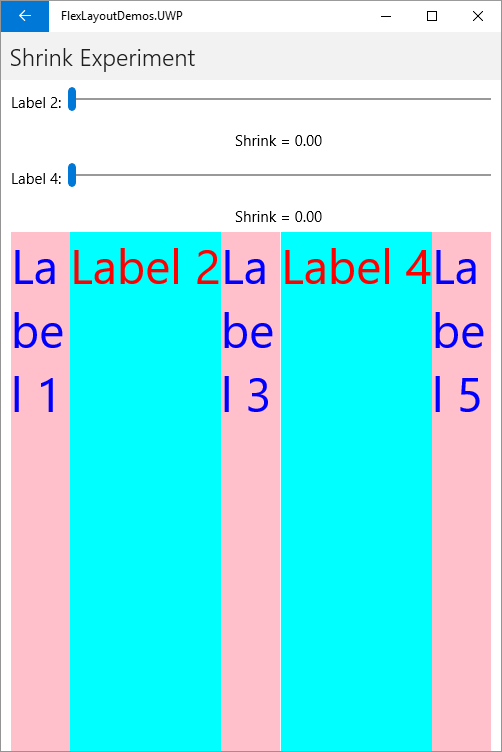 FlexLayoutDemos.UWP
Shrink Experiment
Label 2:
Shrink = 0.00
Label 4:
Shrink = 0.00
La
be
l 1
Label 2
La
be
l 3
Label 4
La
be
l 5